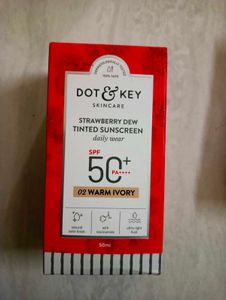 DOT & KEY
SKINCARE
STRAWBERRY DEW
TINTED SUNSCREEN
daily wear
SPF
50+
PA++++
02 WARM IVORY
50ml